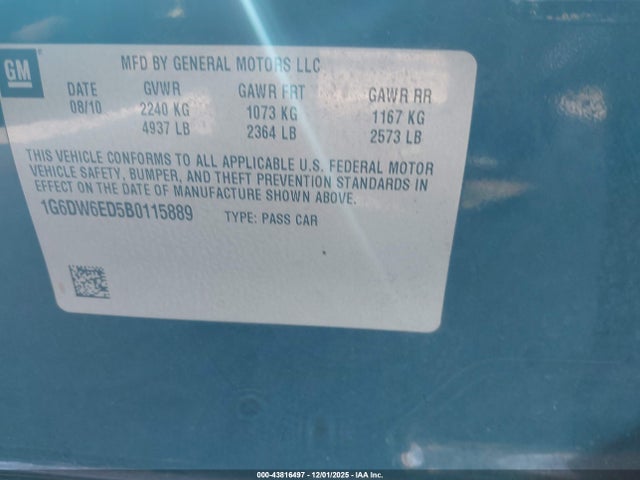 GM
MFD BY GENERAL MOTORS LLC
DATE GVWR GAWR FRT GAWR RR
08/10 2240 KG 1073 KG 1167 KG
4937 LB 2364 LB 2573 LB
THIS VEHICLE CONFORMS TO ALL APPLICABLE U.S. FEDERAL MOTOR
VEHICLE SAFETY, BUMPER, AND THEFT PREVENTION STANDARDS IN
EFFECT ON THE DATE OF MANUFACTURE SHOWN ABOVE.
1G6DW6ED5B0115889 TYPE: PASS CAR
000-43816497 - 12/01/2025 - IAA Inc.